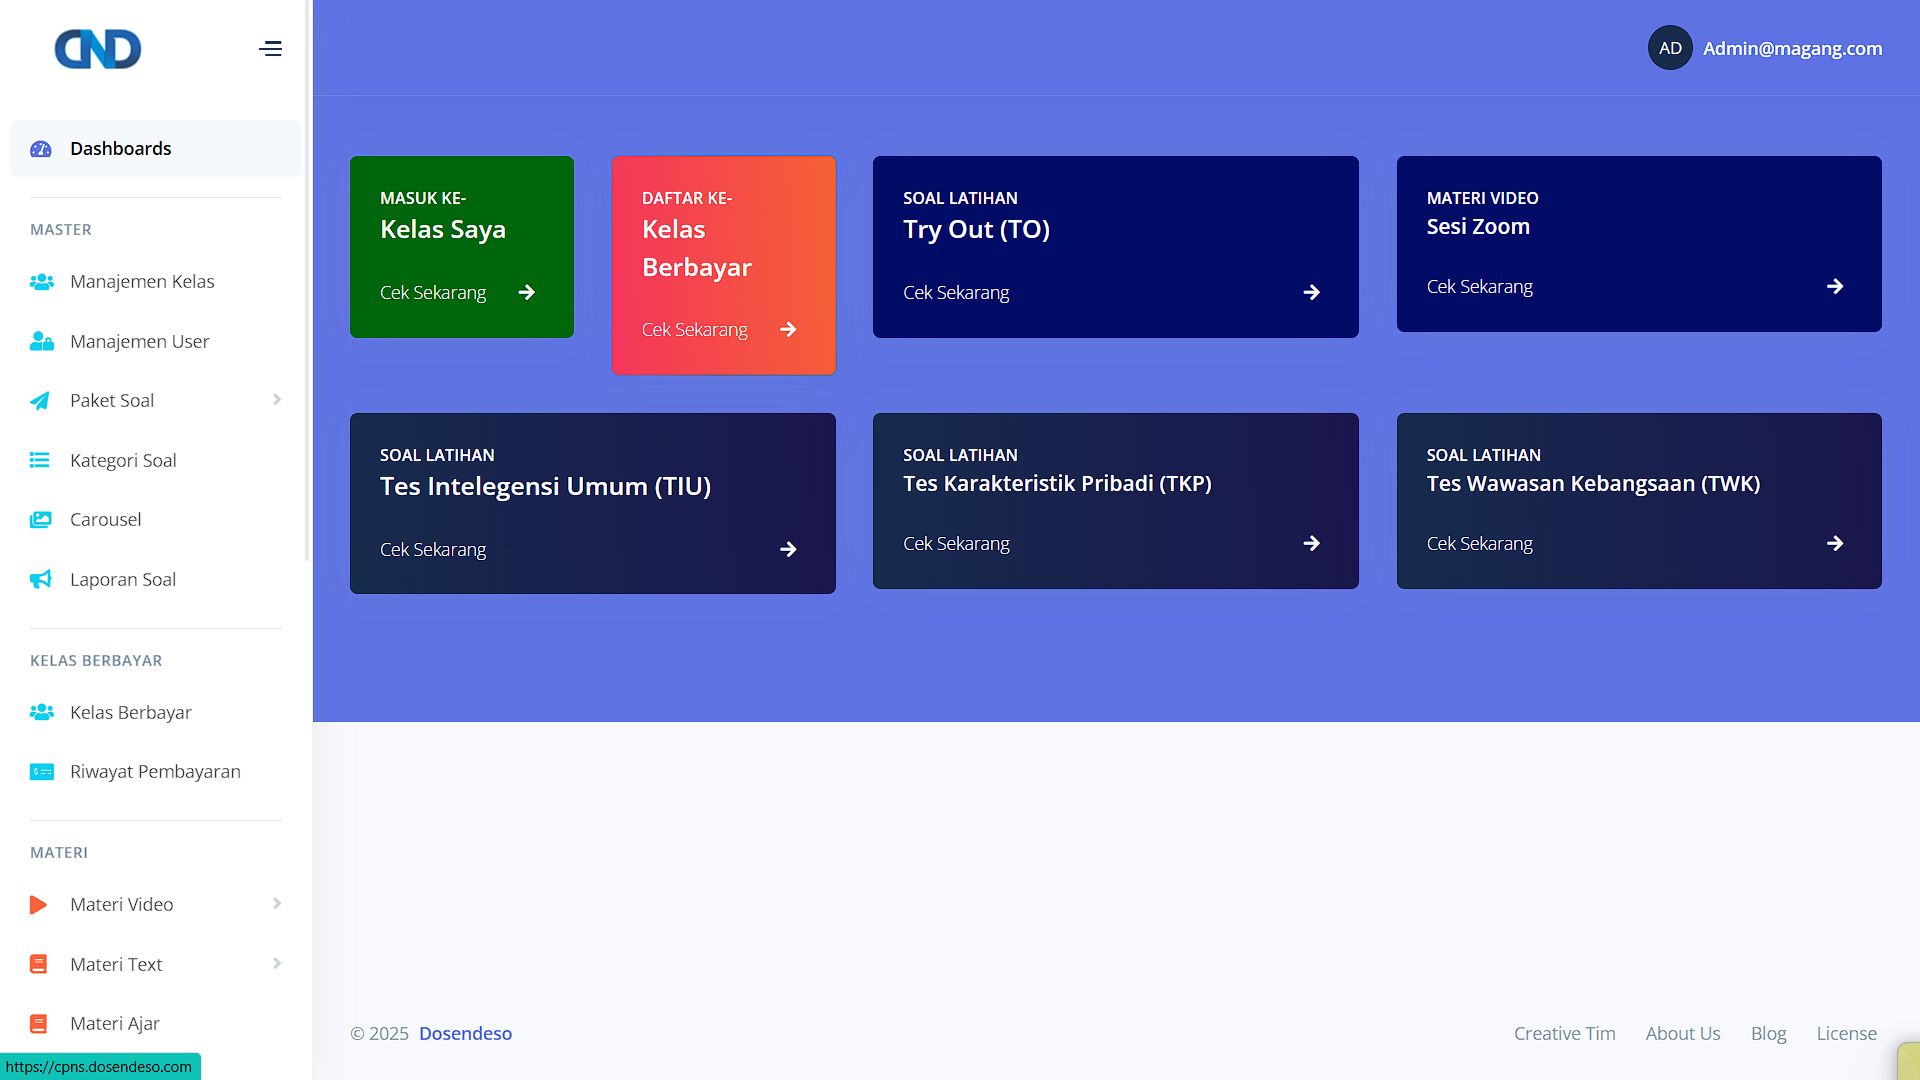 DND
Dashboards
MASTER
Manajemen Kelas
Manajemen User
Paket Soal
Kategori Soal
Carousel
Laporan Soal
KELAS BERBAYAR
Kelas Berbayar
Riwayat Pembayaran
MATERI
Materi Video
Materi Text
Materi Ajar
https://cpns.dosendeso.com
AD Admin@magang.com
MASUK KE-
Kelas Saya
Cek Sekarang
DAFTAR KE-
Kelas
Berbayar
Cek Sekarang
SOAL LATIHAN
Try Out (TO)
Cek Sekarang
MATERI VIDEO
Sesi Zoom
Cek Sekarang
SOAL LATIHAN
Tes Intelegensi Umum (TIU)
Cek Sekarang
SOAL LATIHAN
Tes Karakteristik Pribadi (TKP)
Cek Sekarang
SOAL LATIHAN
Tes Wawasan Kebangsaan (TWK)
Cek Sekarang
© 2025 Dosendeso
Creative Tim About Us Blog License